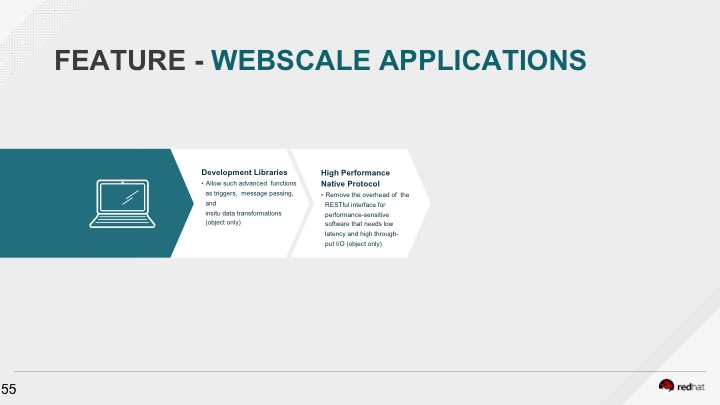 FEATURE - WEBSCALE APPLICATIONS
Development Libraries
• Allow such advanced functions
as triggers, message passing,
and
insitu data transformations
(object only)
High Performance
Native Protocol
• Remove the overhead of the
RESTful interface for
performance-sensitive
software that needs low
latency and high through-
put I/O (object only).
55
redhat.